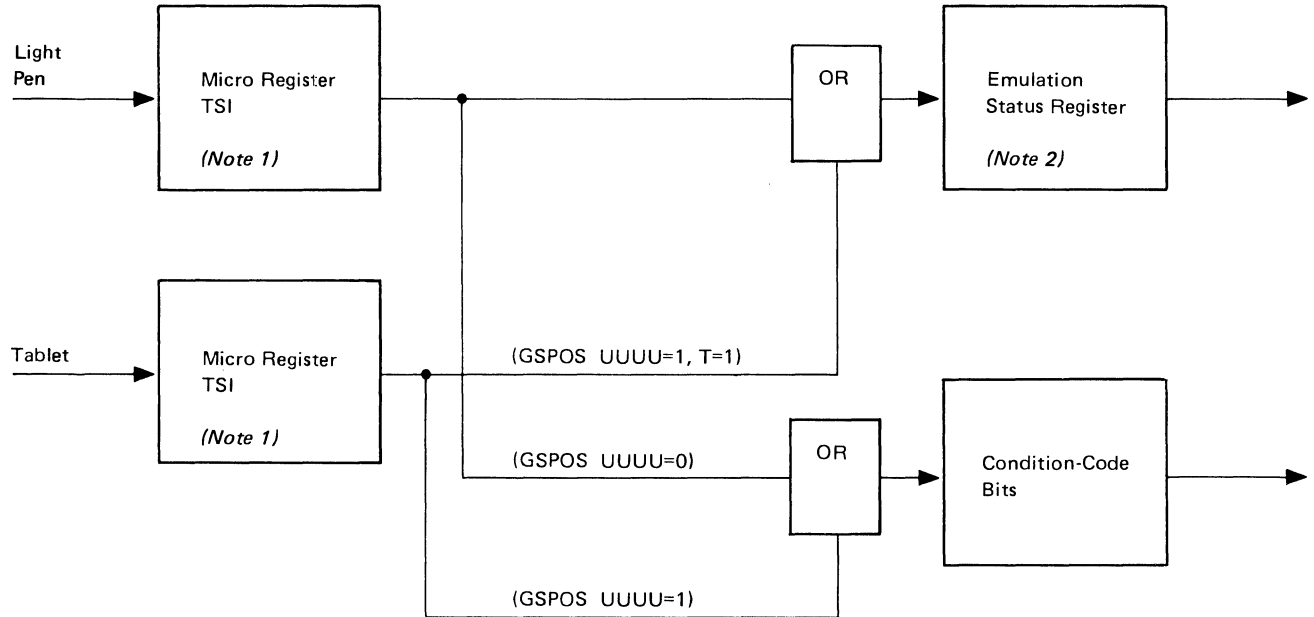 Light
Pen
Micro Register
TSI
(Note 1)
OR
Emulation
Status Register
(Note 2)
Tablet
Micro Register
TSI
(Note 1)
(GSPOS UUUU=1, T=1)
(GSPOS UUUU=0)
OR
Condition-Code
Bits
(GSPOS UUUU=1)